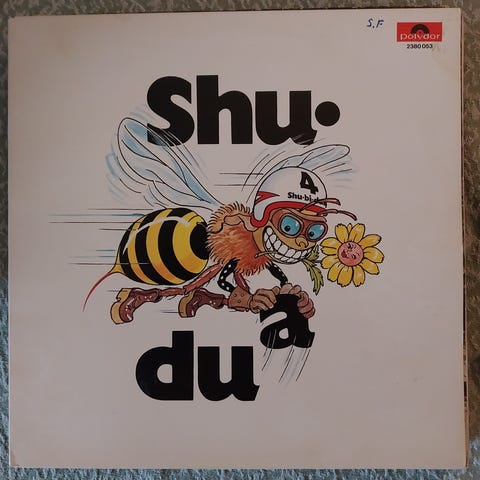 S.F
polydor
2380 053
Shu•
4
Shu-bi-d
a
du